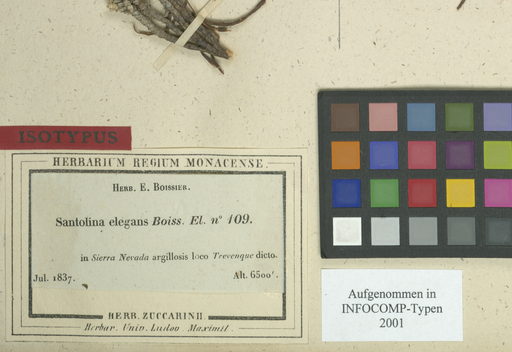 ISOTYPUS
HERBARIUM REGIUM MONACENSE
HERB. E. BOISSIER.
Santolina elegans Boiss. El. n° 109.
in Sierra Nevada argillosis loco Trevenque dicto.
Jul. 1837. Alt. 6500'.
HERB. ZUCCARINII
Herbar. Univ. Ludov. Maximil.
Aufgenommen in
INFOCOMP-Typen
2001